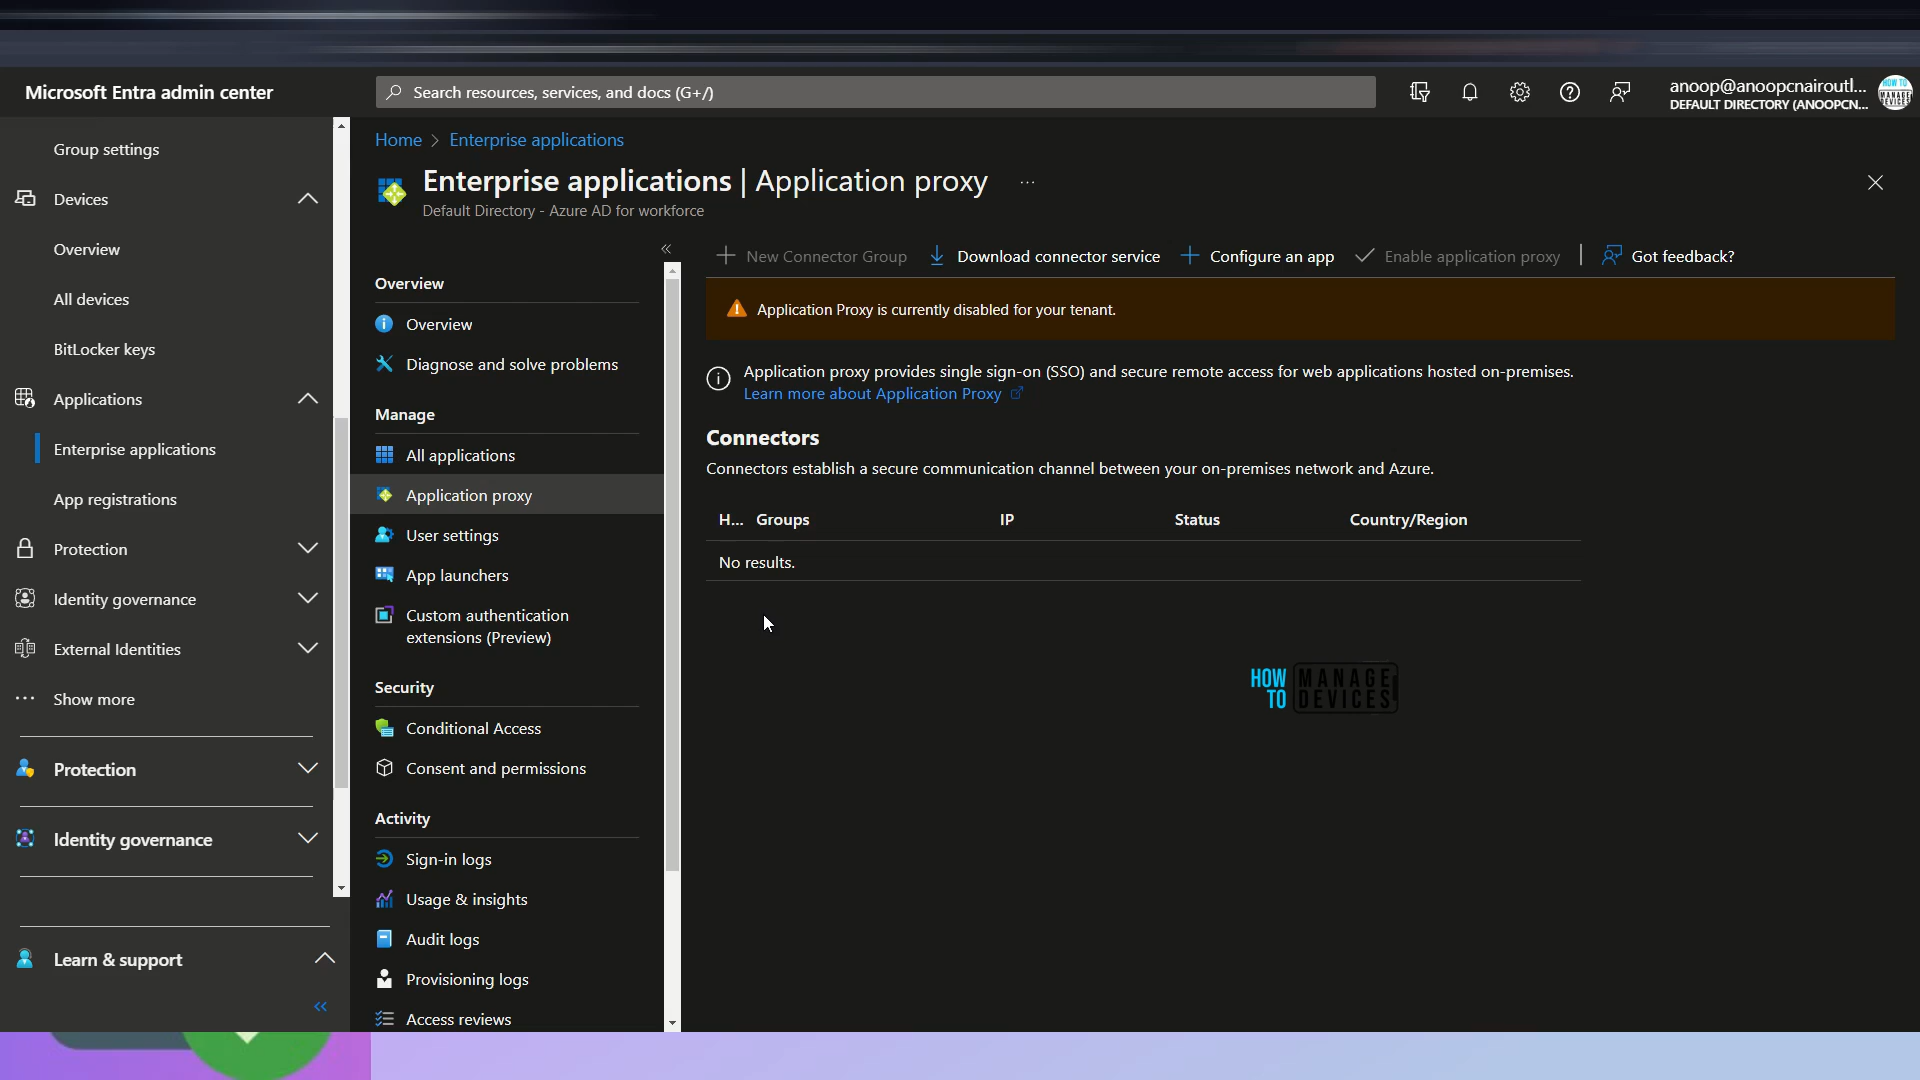 Microsoft Entra admin center
Search resources, services, and docs (G+/)
anoop@anoopcnairoutl...
DEFAULT DIRECTORY (ANOOPCN...
HOW TO
MANAGE
DEVICES
Group settings
Devices
Overview
All devices
BitLocker keys
Applications
Enterprise applications
App registrations
Protection
Identity governance
External Identities
Show more
Protection
Identity governance
Learn & support
Home > Enterprise applications
Enterprise applications | Application proxy ...
Default Directory - Azure AD for workforce
Overview
Overview
Diagnose and solve problems
Manage
All applications
Application proxy
User settings
App launchers
Custom authentication
extensions (Preview)
Security
Conditional Access
Consent and permissions
Activity
Sign-in logs
Usage & insights
Audit logs
Provisioning logs
Access reviews
New Connector Group Download connector service Configure an app Enable application proxy Got feedback?
Application Proxy is currently disabled for your tenant.
Application proxy provides single sign-on (SSO) and secure remote access for web applications hosted on-premises.
Learn more about Application Proxy
Connectors
Connectors establish a secure communication channel between your on-premises network and Azure.
H... Groups IP Status Country/Region
No results.
HOW MANAGE
TO DEVICES